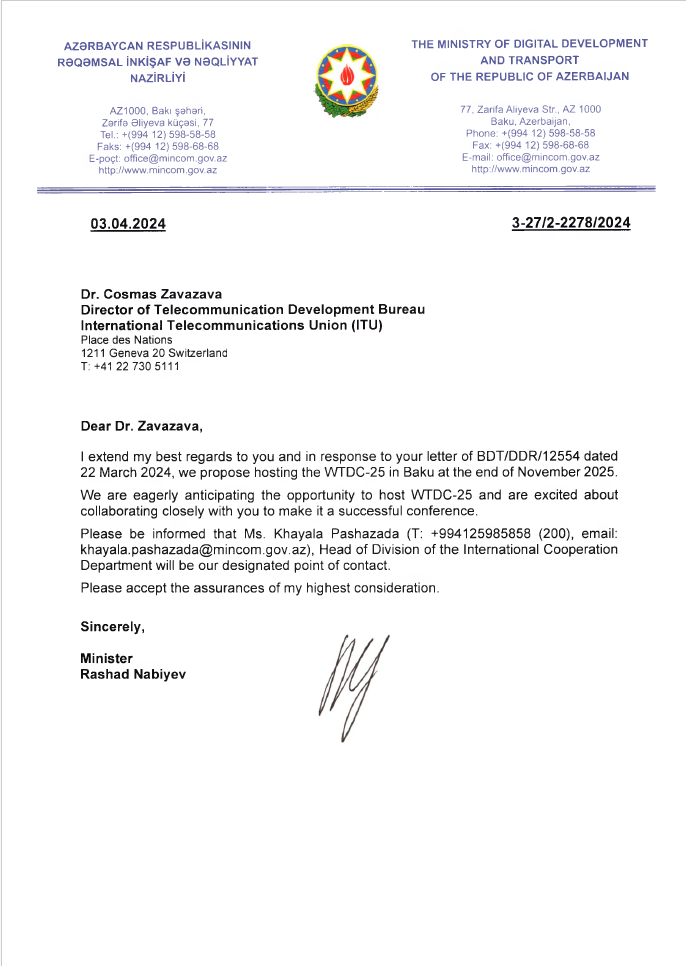 AZƏRBAYCAN RESPUBLİKASININ
RƏQƏMSAL İNKİŞAF VƏ NƏQLİYYAT
NAZİRLİYİ
AZ1000, Bakı şəhəri,
Zərifə Əliyeva küçəsi, 77
Tel.: +(994 12) 598-58-58
Faks: +(994 12) 598-68-68
E-poçt: office@mincom.gov.az
http://www.mincom.gov.az
THE MINISTRY OF DIGITAL DEVELOPMENT
AND TRANSPORT
OF THE REPUBLIC OF AZERBAIJAN
77, Zarifa Aliyeva Str., AZ 1000
Baku, Azerbaijan,
Phone: +(994 12) 598-58-58
Fax: +(994 12) 598-68-68
E-mail: office@mincom.gov.az
http://www.mincom.gov.az
03.04.2024
3-27/2-2278/2024
Dr. Cosmas Zavazava
Director of Telecommunication Development Bureau
International Telecommunications Union (ITU)
Place des Nations
1211 Geneva 20 Switzerland
T: +41 22 730 5111
Dear Dr. Zavazava,
I extend my best regards to you and in response to your letter of BDT/DDR/12554 dated
22 March 2024, we propose hosting the WTDC-25 in Baku at the end of November 2025.
We are eagerly anticipating the opportunity to host WTDC-25 and are excited about
collaborating closely with you to make it a successful conference.
Please be informed that Ms. Khayala Pashazada (T: +994125985858 (200), email:
khayala.pashazada@mincom.gov.az), Head of Division of the International Cooperation
Department will be our designated point of contact.
Please accept the assurances of my highest consideration.
Sincerely,
Minister
Rashad Nabiyev